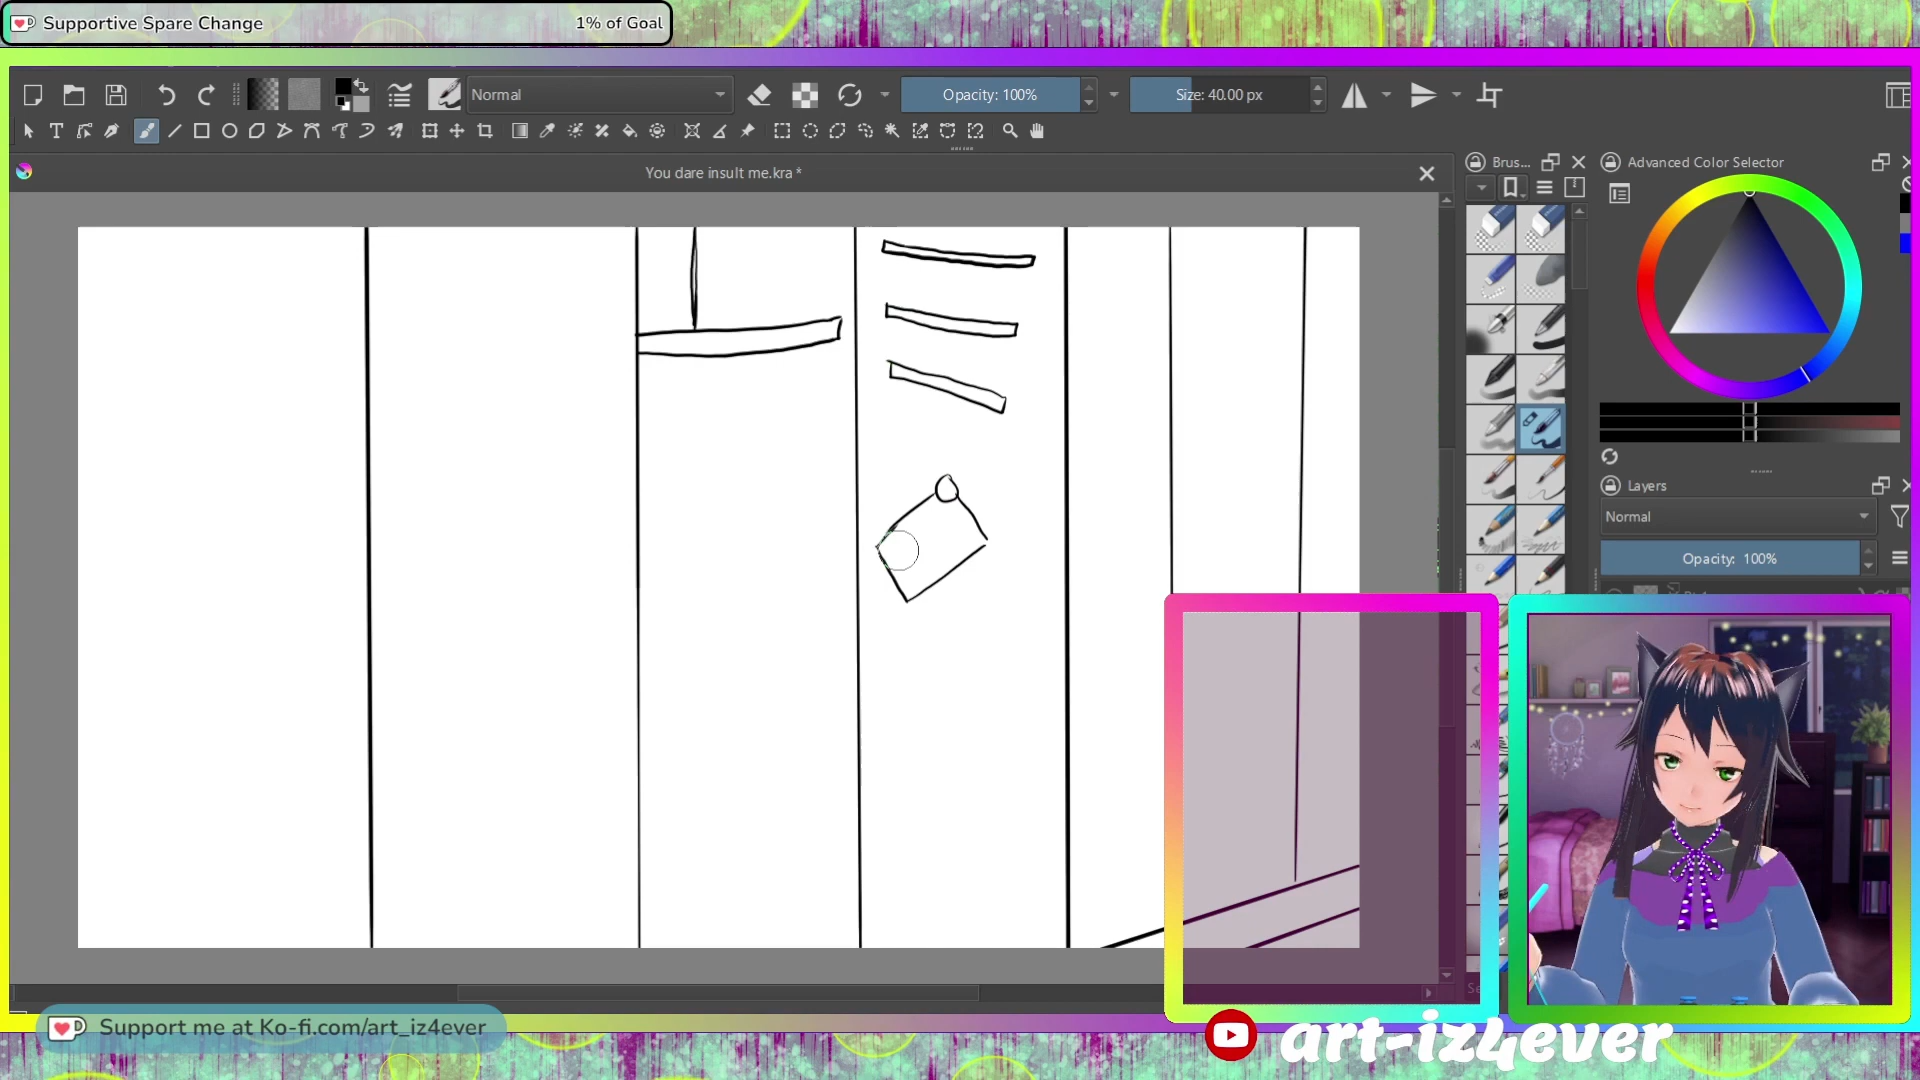 Supportive Spare Change 1% of Goal
Normal
Opacity: 100%
Size: 40.00 px
You dare insult me.kra *
Brus...
Advanced Color Selector
Layers
Normal
Opacity: 100%
Support me at Ko-fi.com/art_iz4ever
art-iz4ever